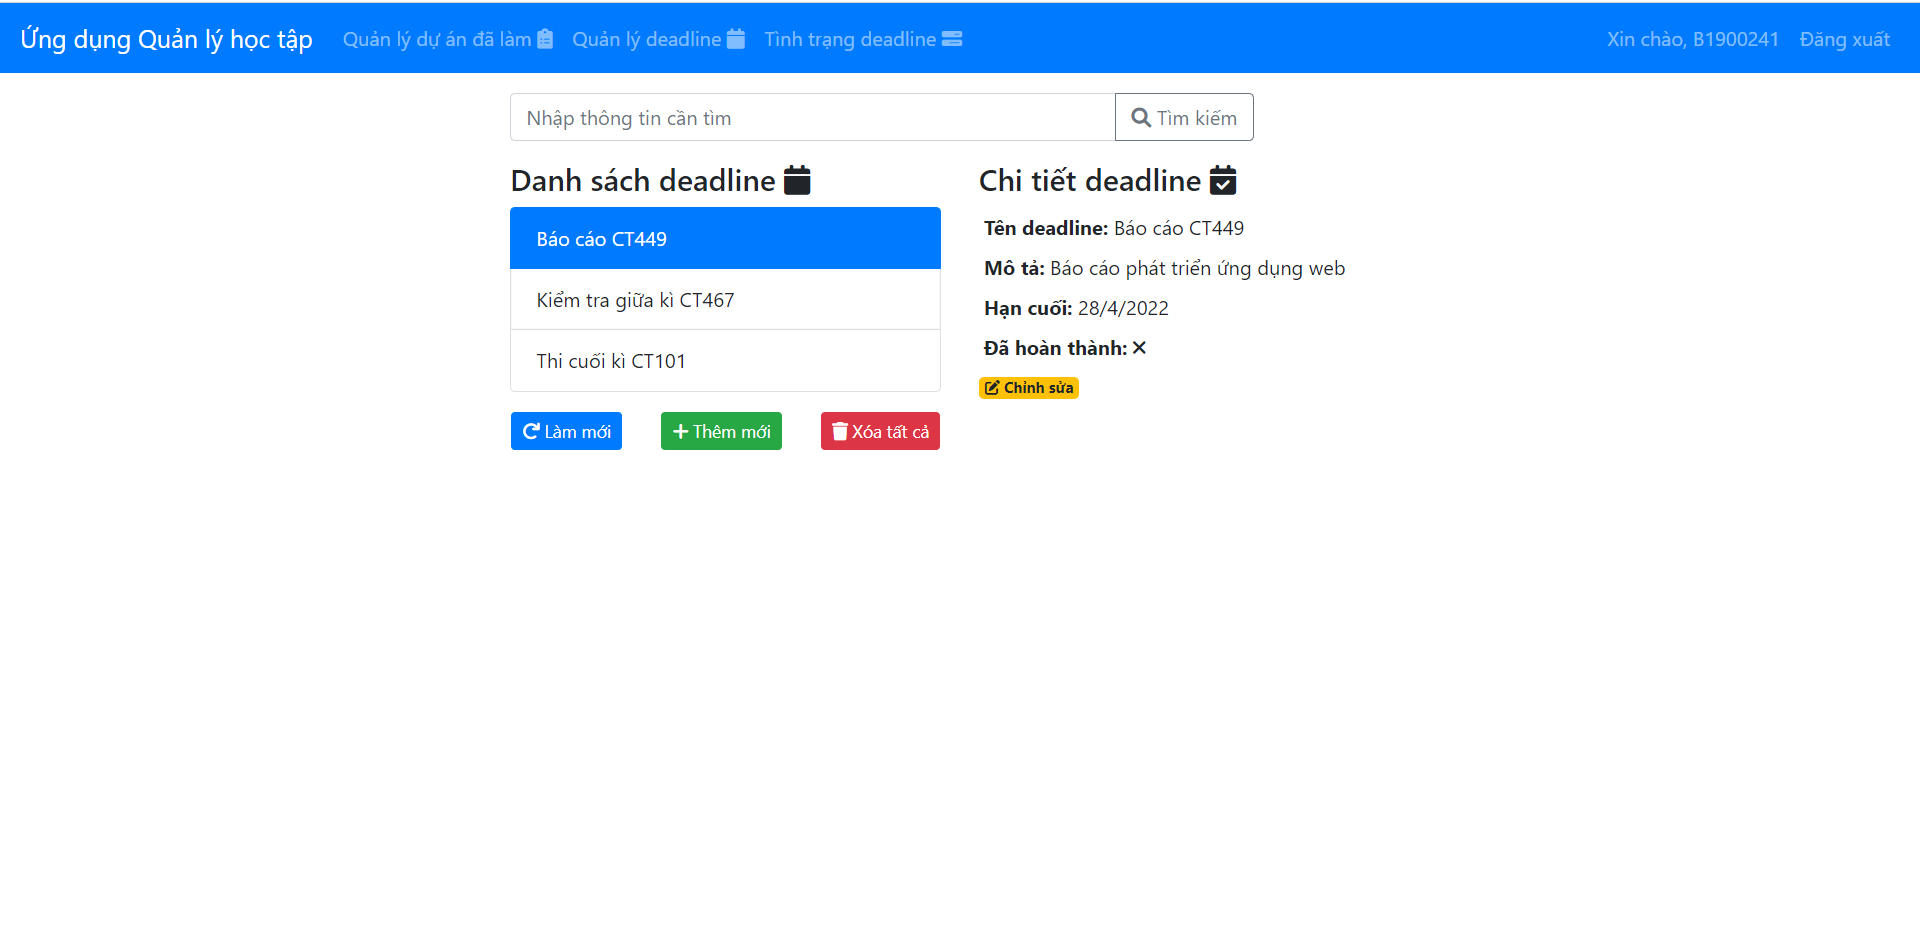 Ứng dụng Quản lý học tập Quản lý dự án đã làm Quản lý deadline Tình trạng deadline Xin chào, B1900241 Đăng xuất
Nhập thông tin cần tìm Tìm kiếm
Danh sách deadline
Báo cáo CT449
Kiểm tra giữa kì CT467
Thi cuối kì CT101
Làm mới Thêm mới Xóa tất cả
Chi tiết deadline
Tên deadline: Báo cáo CT449
Mô tả: Báo cáo phát triển ứng dụng web
Hạn cuối: 28/4/2022
Đã hoàn thành:
Chỉnh sửa